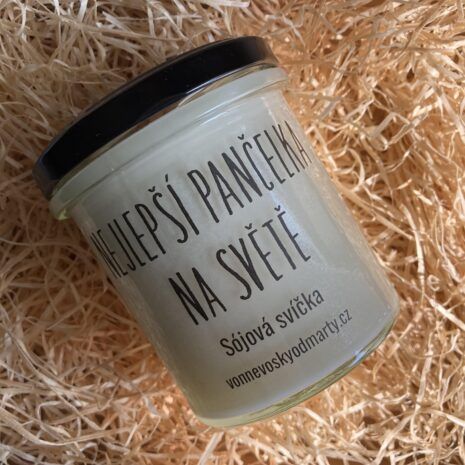 NEJLEPŠÍ PANČELKA
NA SVĚTĚ
Sójová svíčka
vonnevoskyodmarty.cz